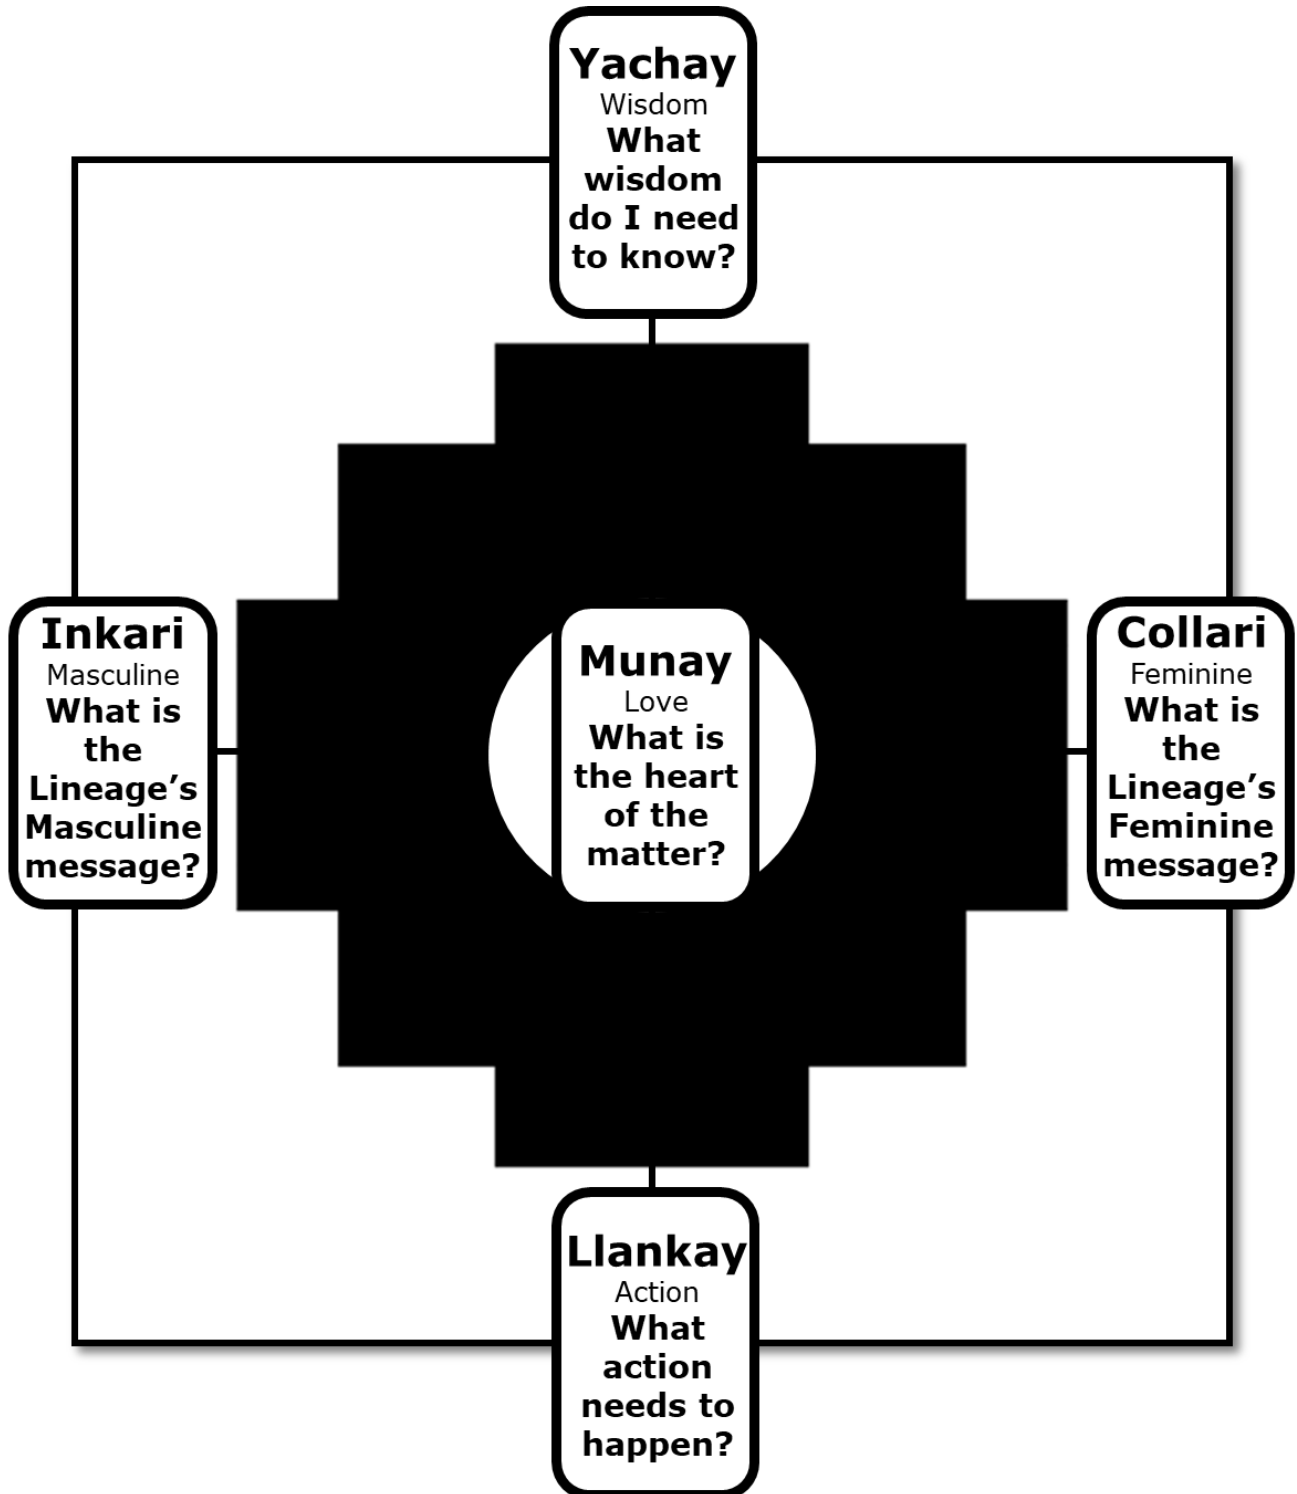 Yachay
Wisdom
What
wisdom
do I need
to know?
Inkari
Masculine
What is
the
Lineage’s
Masculine
message?
Munay
Love
What is
the heart
of the
matter?
Collari
Feminine
What is
the
Lineage’s
Feminine
message?
Llankay
Action
What
action
needs to
happen?